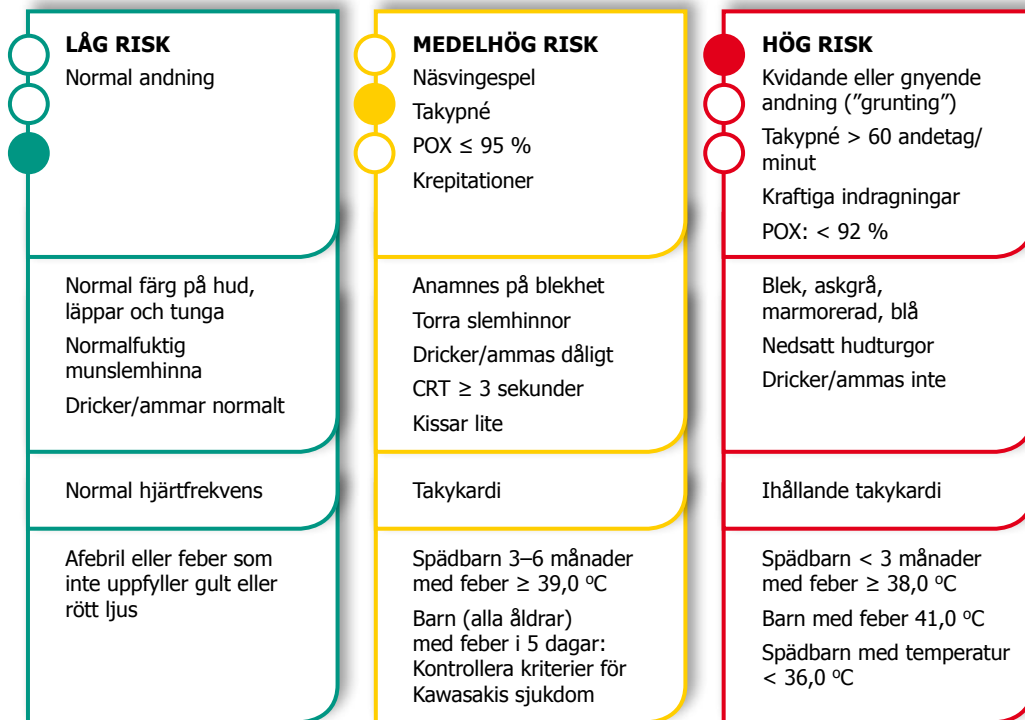 LÅG RISK
Normal andning
Normal färg på hud,
läppar och tunga
Normalfuktig
munslemhinna
Dricker/ammar normalt
Normal hjärtfrekvens
Afebril eller feber som
inte uppfyller gult eller
rött ljus
MEDELHÖG RISK
Näsvingespel
Takypné
POX ≤ 95 %
Krepitationer
Anamnes på blekhet
Torra slemhinnor
Dricker/ammas dåligt
CRT ≥ 3 sekunder
Kissar lite
Takykardi
Spädbarn 3–6 månader
med feber ≥ 39,0 ºC
Barn (alla åldrar)
med feber i 5 dagar:
Kontrollera kriterier för
Kawasakis sjukdom
HÖG RISK
Kvidande eller gnyende
andning (”grunting”)
Takypné > 60 andetag/
minut
Kraftiga indragningar
POX: < 92 %
Blek, askgrå,
marmorerad, blå
Nedsatt hudturgor
Dricker/ammas inte
Ihållande takykardi
Spädbarn < 3 månader
med feber ≥ 38,0 ºC
Barn med feber 41,0 ºC
Spädbarn med temperatur
< 36,0 ºC